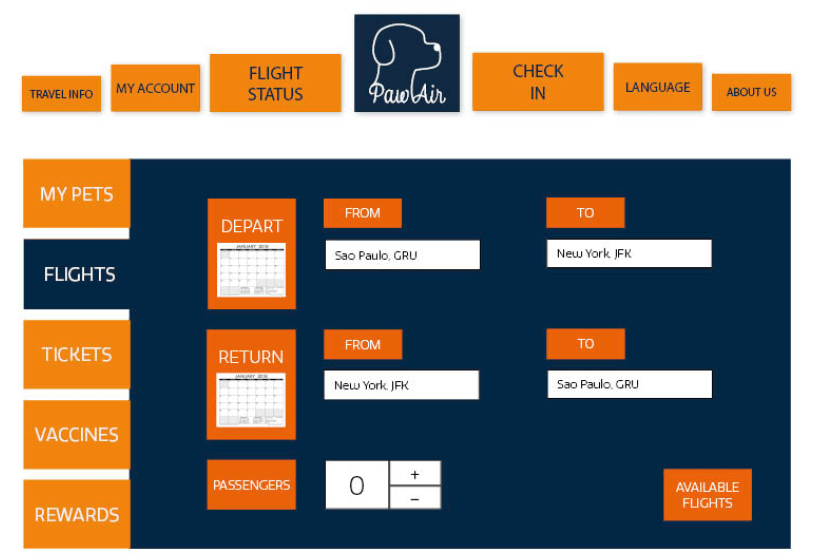 TRAVEL INFO
MY ACCOUNT
FLIGHT
STATUS
Paw Air
CHECK
IN
LANGUAGE
ABOUT US
MY PETS
FLIGHTS
TICKETS
VACCINES
REWARDS
DEPART
JANUARY 2018
FROM
Sao Paulo, GRU
TO
New York, JFK
RETURN
JANUARY 2018
FROM
New York, JFK
TO
Sao Paulo, GRU
PASSENGERS
0
+
−
AVAILABLE
FLIGHTS